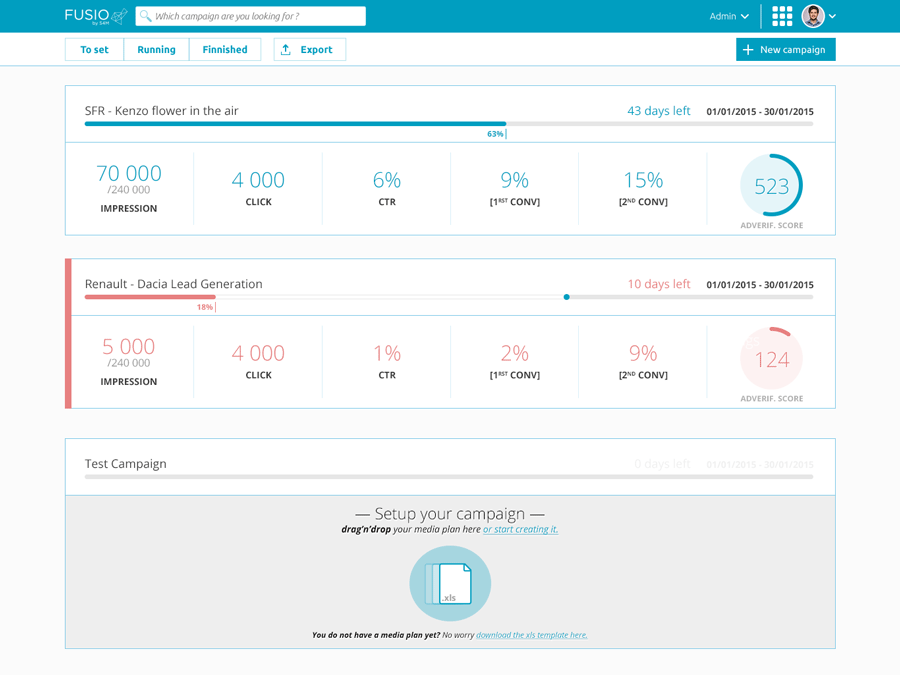 FUSIO
by S4M
Which campaign are you looking for ?
Admin
To set
Running
Finnished
Export
New campaign
SFR - Kenzo flower in the air
43 days left
01/01/2015 - 30/01/2015
63%
70 000
/240 000
IMPRESSION
4 000
CLICK
6%
CTR
9%
[1RST CONV]
15%
[2ND CONV]
523
ADVERIF. SCORE
Renault - Dacia Lead Generation
10 days left
01/01/2015 - 30/01/2015
18%
5 000
/240 000
IMPRESSION
4 000
CLICK
1%
CTR
2%
[1RST CONV]
9%
[2ND CONV]
124
ADVERIF. SCORE
Test Campaign
0 days left
01/01/2015 - 30/01/2015
— Setup your campaign —
drag'n'drop your media plan here or start creating it.
.xls
You do not have a media plan yet? No worry download the xls template here.